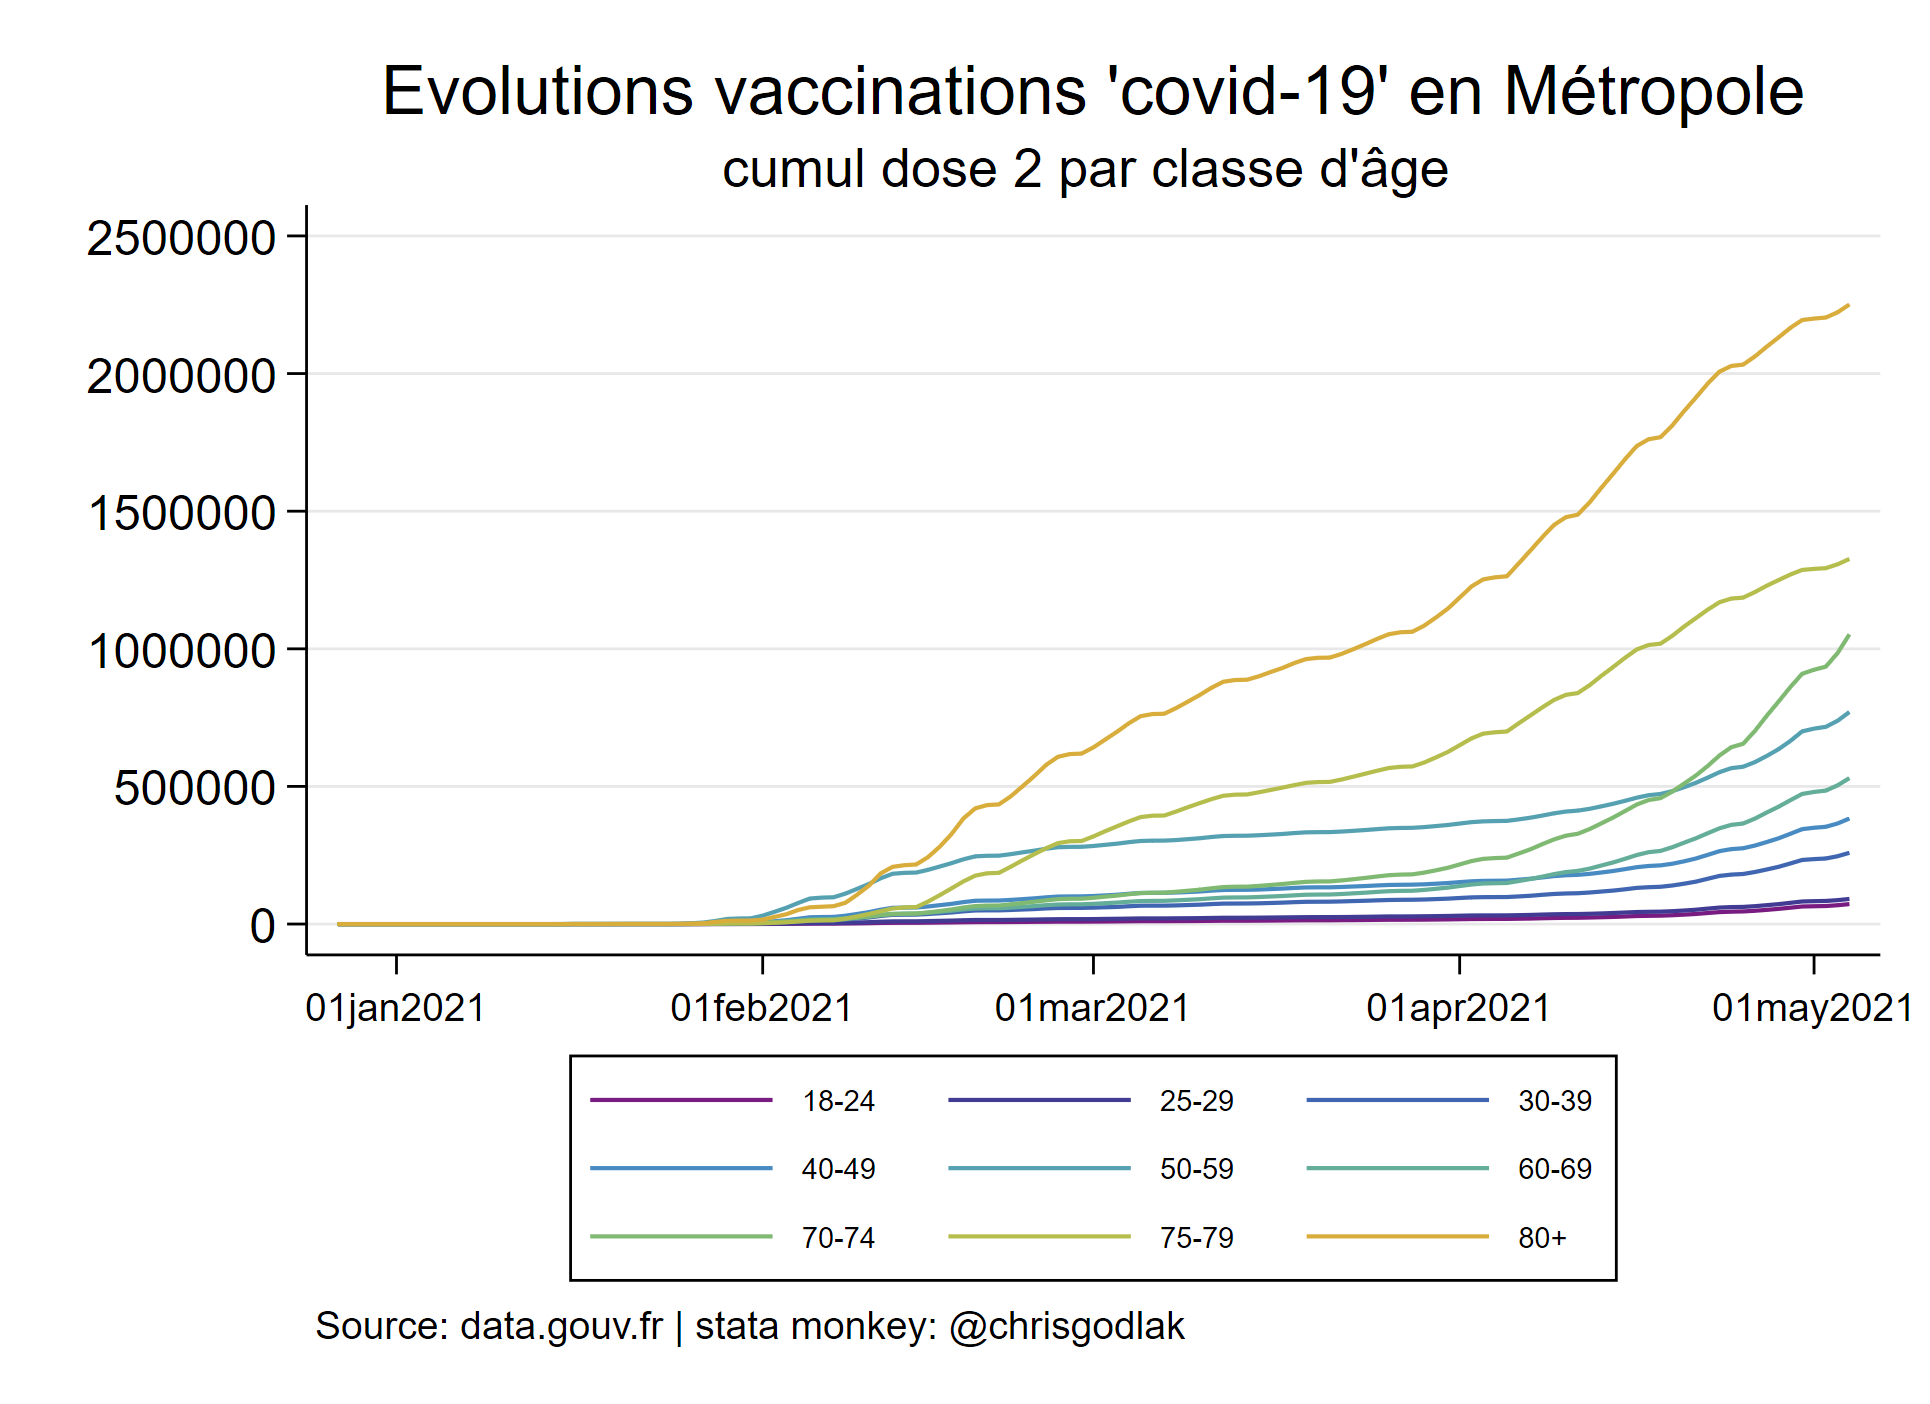 Evolutions vaccinations 'covid-19' en Métropole
cumul dose 2 par classe d'âge
2500000
2000000
1500000
1000000
500000
0
01jan2021 01feb2021 01mar2021 01apr2021 01may2021
18-24 25-29 30-39
40-49 50-59 60-69
70-74 75-79 80+
Source: data.gouv.fr | stata monkey: @chrisgodlak